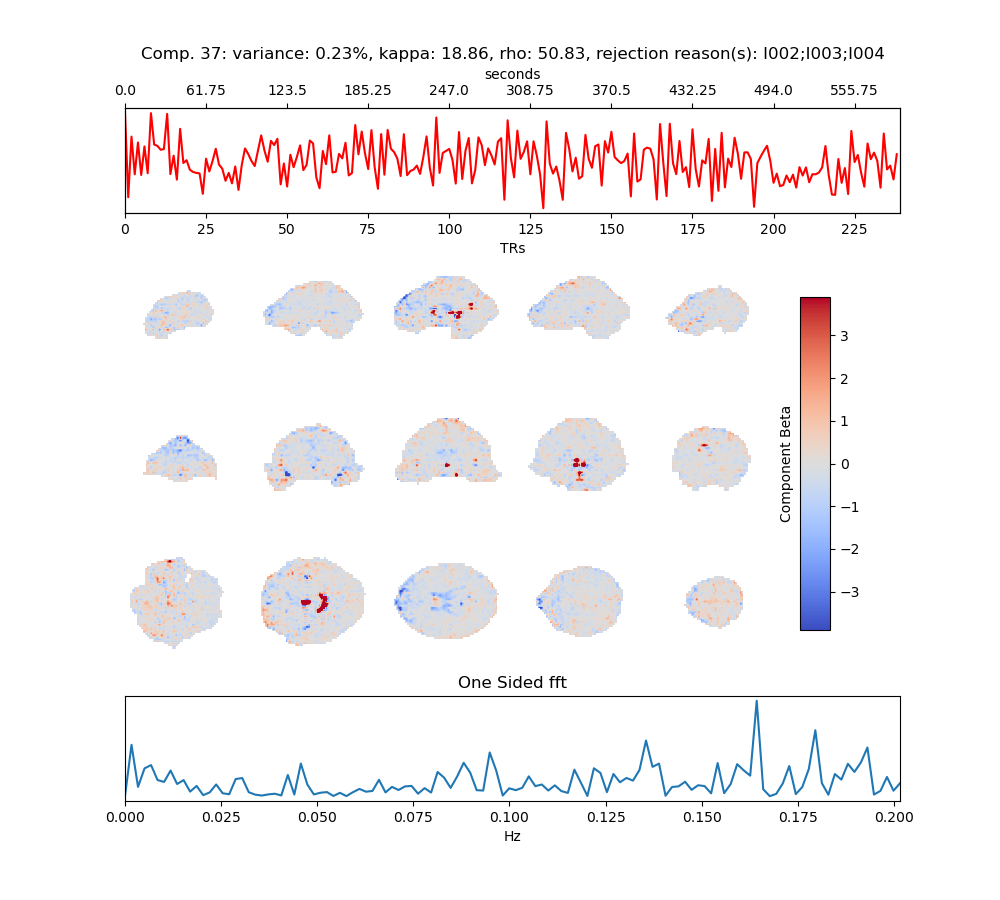 Comp. 37: variance: 0.23%, kappa: 18.86, rho: 50.83, rejection reason(s): I002;I003;I004
seconds
0.0 61.75 123.5 185.25 247.0 308.75 370.5 432.25 494.0 555.75
0 25 50 75 100 125 150 175 200 225
TRs
3
2
1
0
−1
−2
−3
Component Beta
One Sided fft
0.000 0.025 0.050 0.075 0.100 0.125 0.150 0.175 0.200
Hz